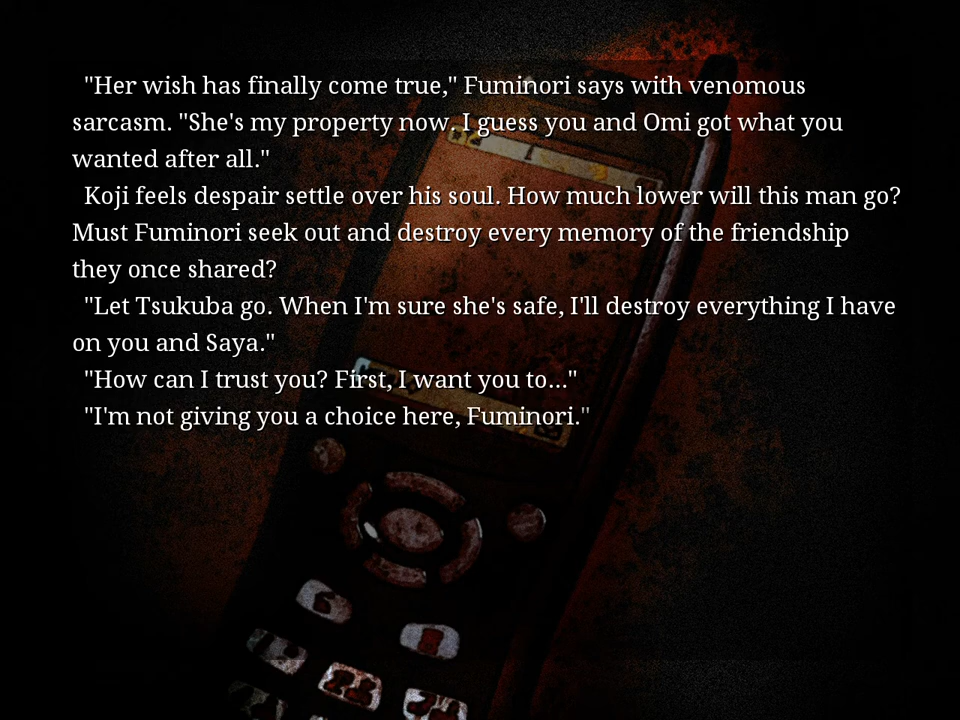 "Her wish has finally come true," Fuminori says with venomous
sarcasm. "She's my property now. I guess you and Omi got what you
wanted after all."
Koji feels despair settle over his soul. How much lower will this man go?
Must Fuminori seek out and destroy every memory of the friendship
they once shared?
"Let Tsukuba go. When I'm sure she's safe, I'll destroy everything I have
on you and Saya."
"How can I trust you? First, I want you to..."
"I'm not giving you a choice here, Fuminori."